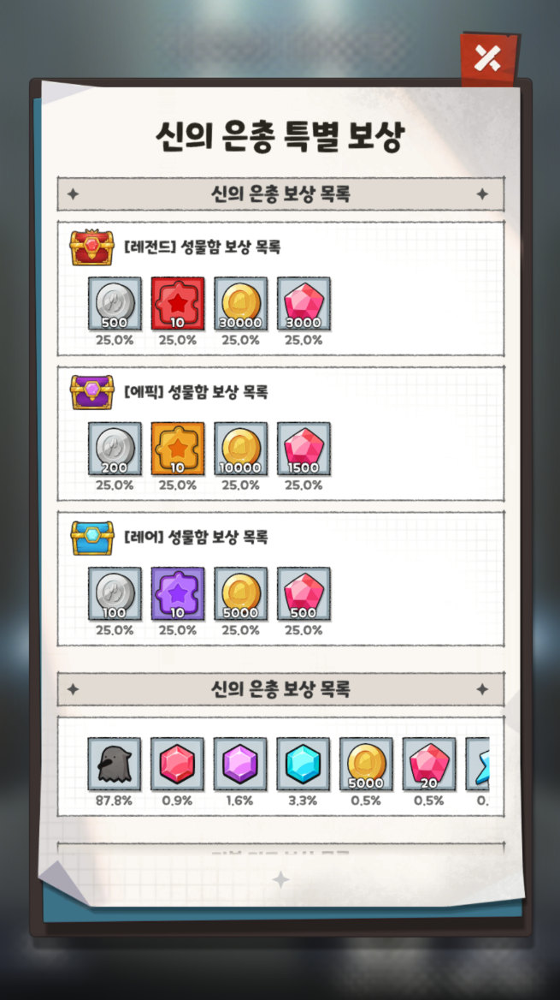 신의 은총 특별 보상
신의 은총 보상 목록
[레전드] 성물함 보상 목록
500 10 30000 3000
25.0% 25.0% 25.0% 25.0%
[에픽] 성물함 보상 목록
200 10 10000 1500
25.0% 25.0% 25.0% 25.0%
[레어] 성물함 보상 목록
100 10 5000 500
25.0% 25.0% 25.0% 25.0%
신의 은총 보상 목록
5000 20
87.8% 0.9% 1.6% 3.3% 0.5% 0.5% 0.